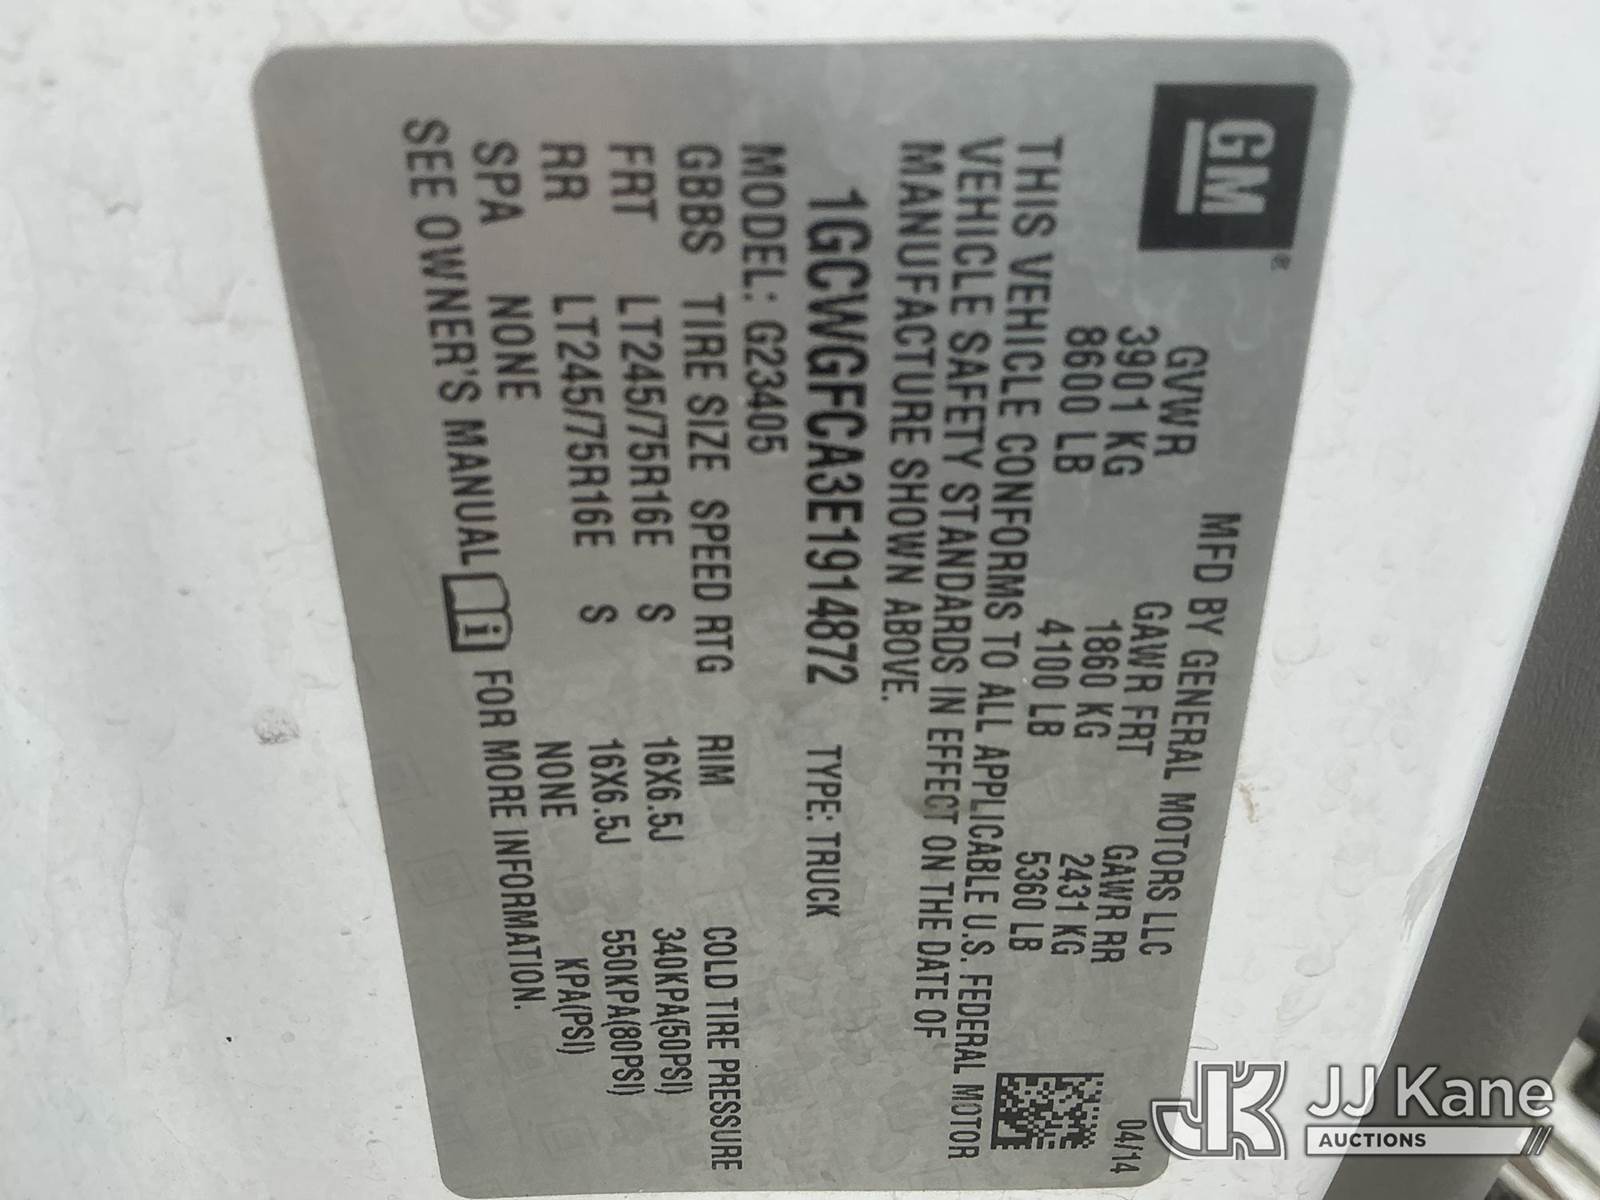 GM®
MFD BY GENERAL MOTORS LLC 04/14
GVWR GAWR FRT GAWR RR
3901 KG 1860 KG 2431 KG
8600 LB 4100 LB 5360 LB
THIS VEHICLE CONFORMS TO ALL APPLICABLE U.S. FEDERAL MOTOR
VEHICLE SAFETY STANDARDS IN EFFECT ON THE DATE OF
MANUFACTURE SHOWN ABOVE.
1GCWGFCA3E1914872 TYPE: TRUCK
MODEL: G23405
GBBS TIRE SIZE SPEED RTG RIM COLD TIRE PRESSURE
FRT LT245/75R16E S 16X6.5J 340KPA(50PSI)
RR LT245/75R16E S 16X6.5J 550KPA(80PSI)
SPA NONE NONE KPA(PSI)
SEE OWNER'S MANUAL i FOR MORE INFORMATION.
JK JJ Kane
AUCTIONS